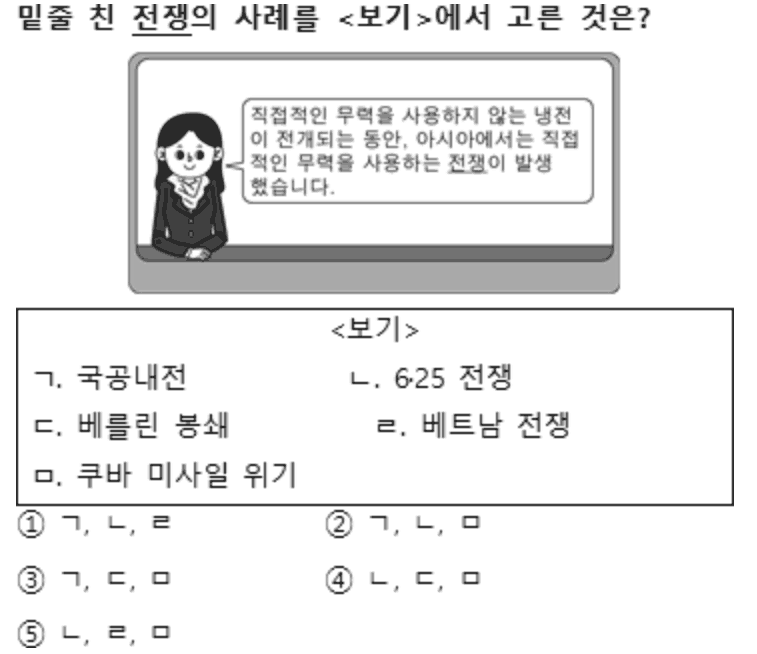 밑줄 친 전쟁의 사례를 <보기>에서 고른 것은?
직접적인 무력을 사용하지 않는 냉전
이 전개되는 동안, 아시아에서는 직접
적인 무력을 사용하는 전쟁이 발생
했습니다.
<보기>
ㄱ. 국공내전 ㄴ. 6·25 전쟁
ㄷ. 베를린 봉쇄 ㄹ. 베트남 전쟁
ㅁ. 쿠바 미사일 위기
① ㄱ, ㄴ, ㄹ ② ㄱ, ㄴ, ㅁ
③ ㄱ, ㄷ, ㅁ ④ ㄴ, ㄷ, ㅁ
⑤ ㄴ, ㄹ, ㅁ